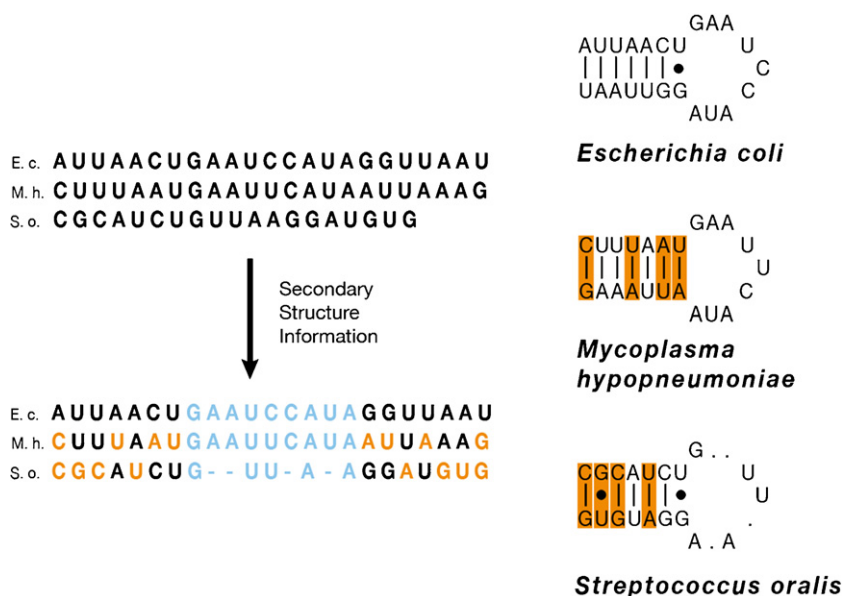 E. c. AUUAACUGAAUCCAUAGGUUAAU
M. h. CUUUAAUGAAUUCAUAAUUAAAG
S. o. CGCAUCUGUUAAGGAUGUG
Secondary
Structure
Information
E. c. AUUAACUGAAUCCAUAGGUUAAU
M. h. CUUUAAUGAAUUCAUAAUUAAAG
S. o. CGCAUCUG--UU-A-AGGAUGUG
GAA
AUUAACU U
C
UAAUUGG C
AUA
Escherichia coli
GAA
CUUUAAU U
U
GAAAUUA C
AUA
Mycoplasma
hypopneumoniae
G . .
CGCAUCU U
U
GUGUAGG .
A . A
Streptococcus oralis